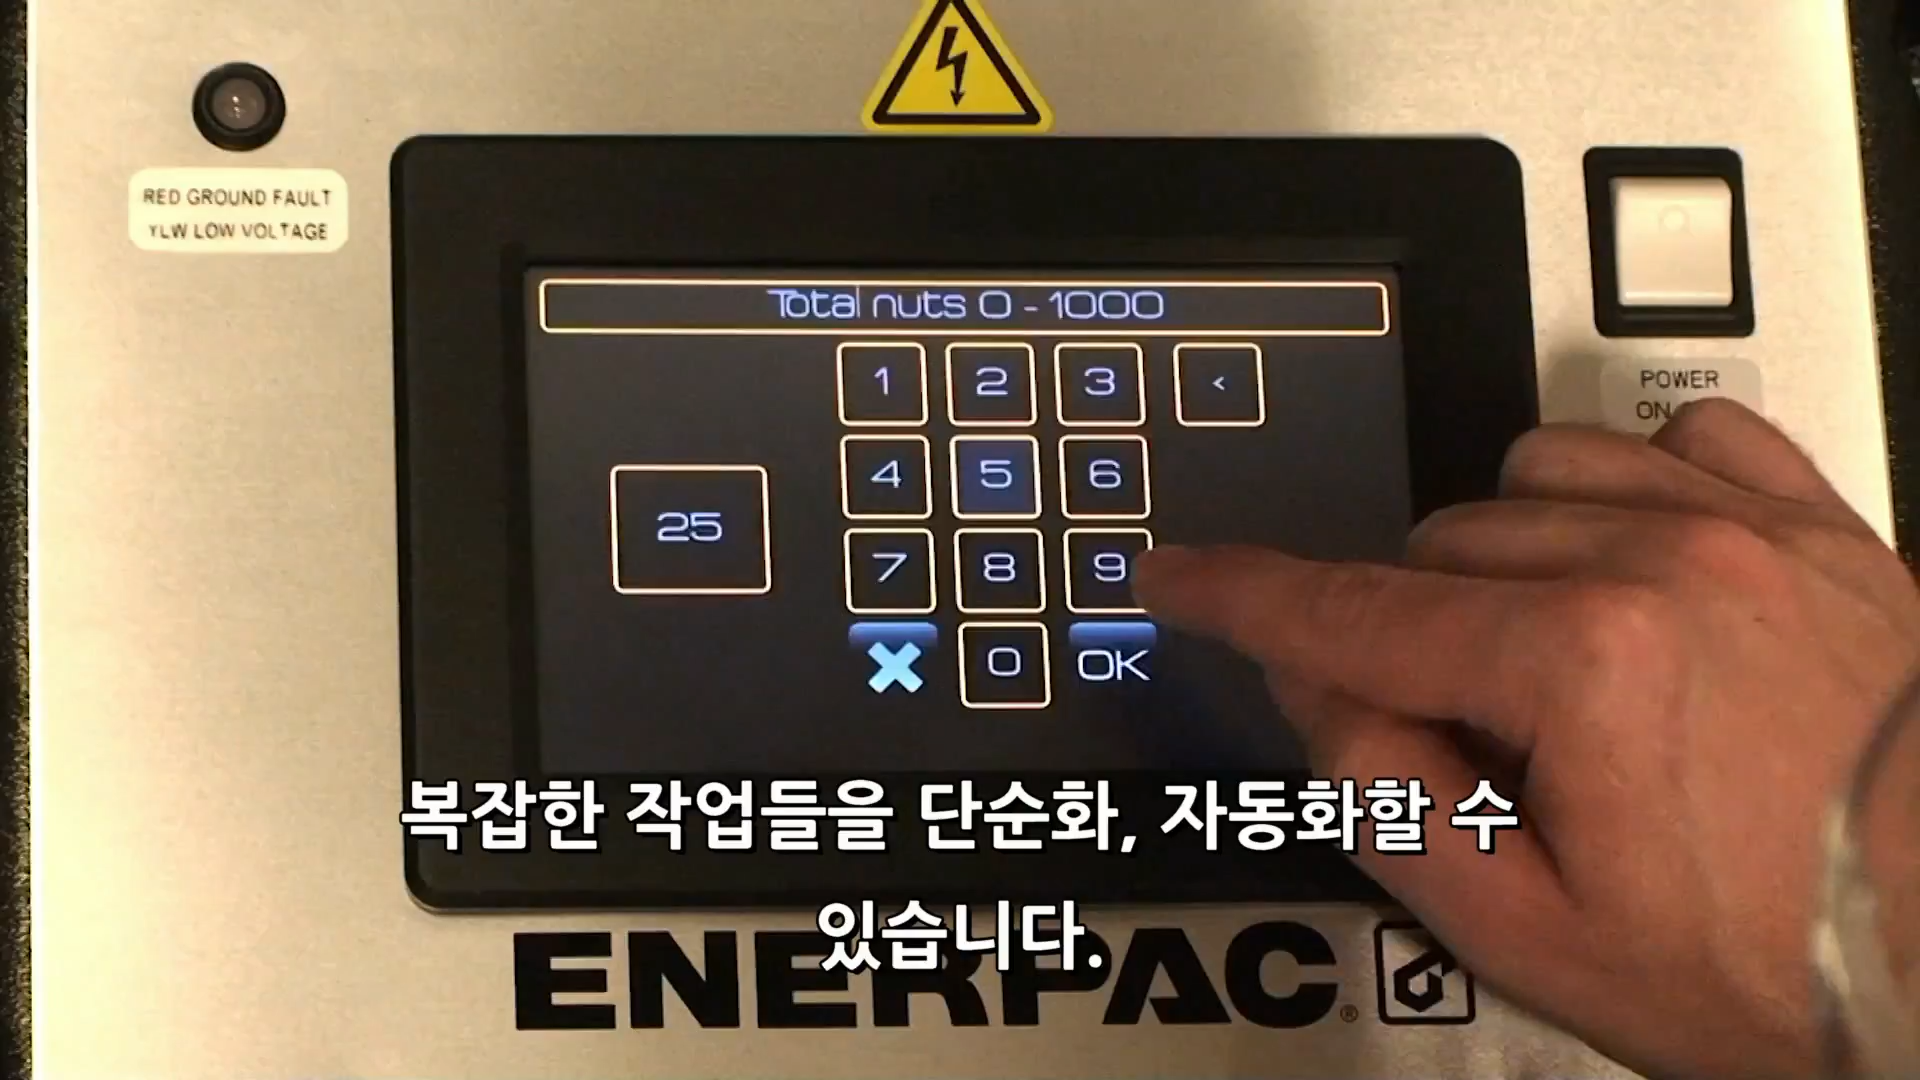 RED GROUND FAULT
YLW LOW VOLTAGE
Total nuts 0 - 1000
1 2 3 <
4 5 6
25
7 8 9
0 OK
POWER
ON
복잡한 작업들을 단순화, 자동화할 수
있습니다.
ENERPAC®